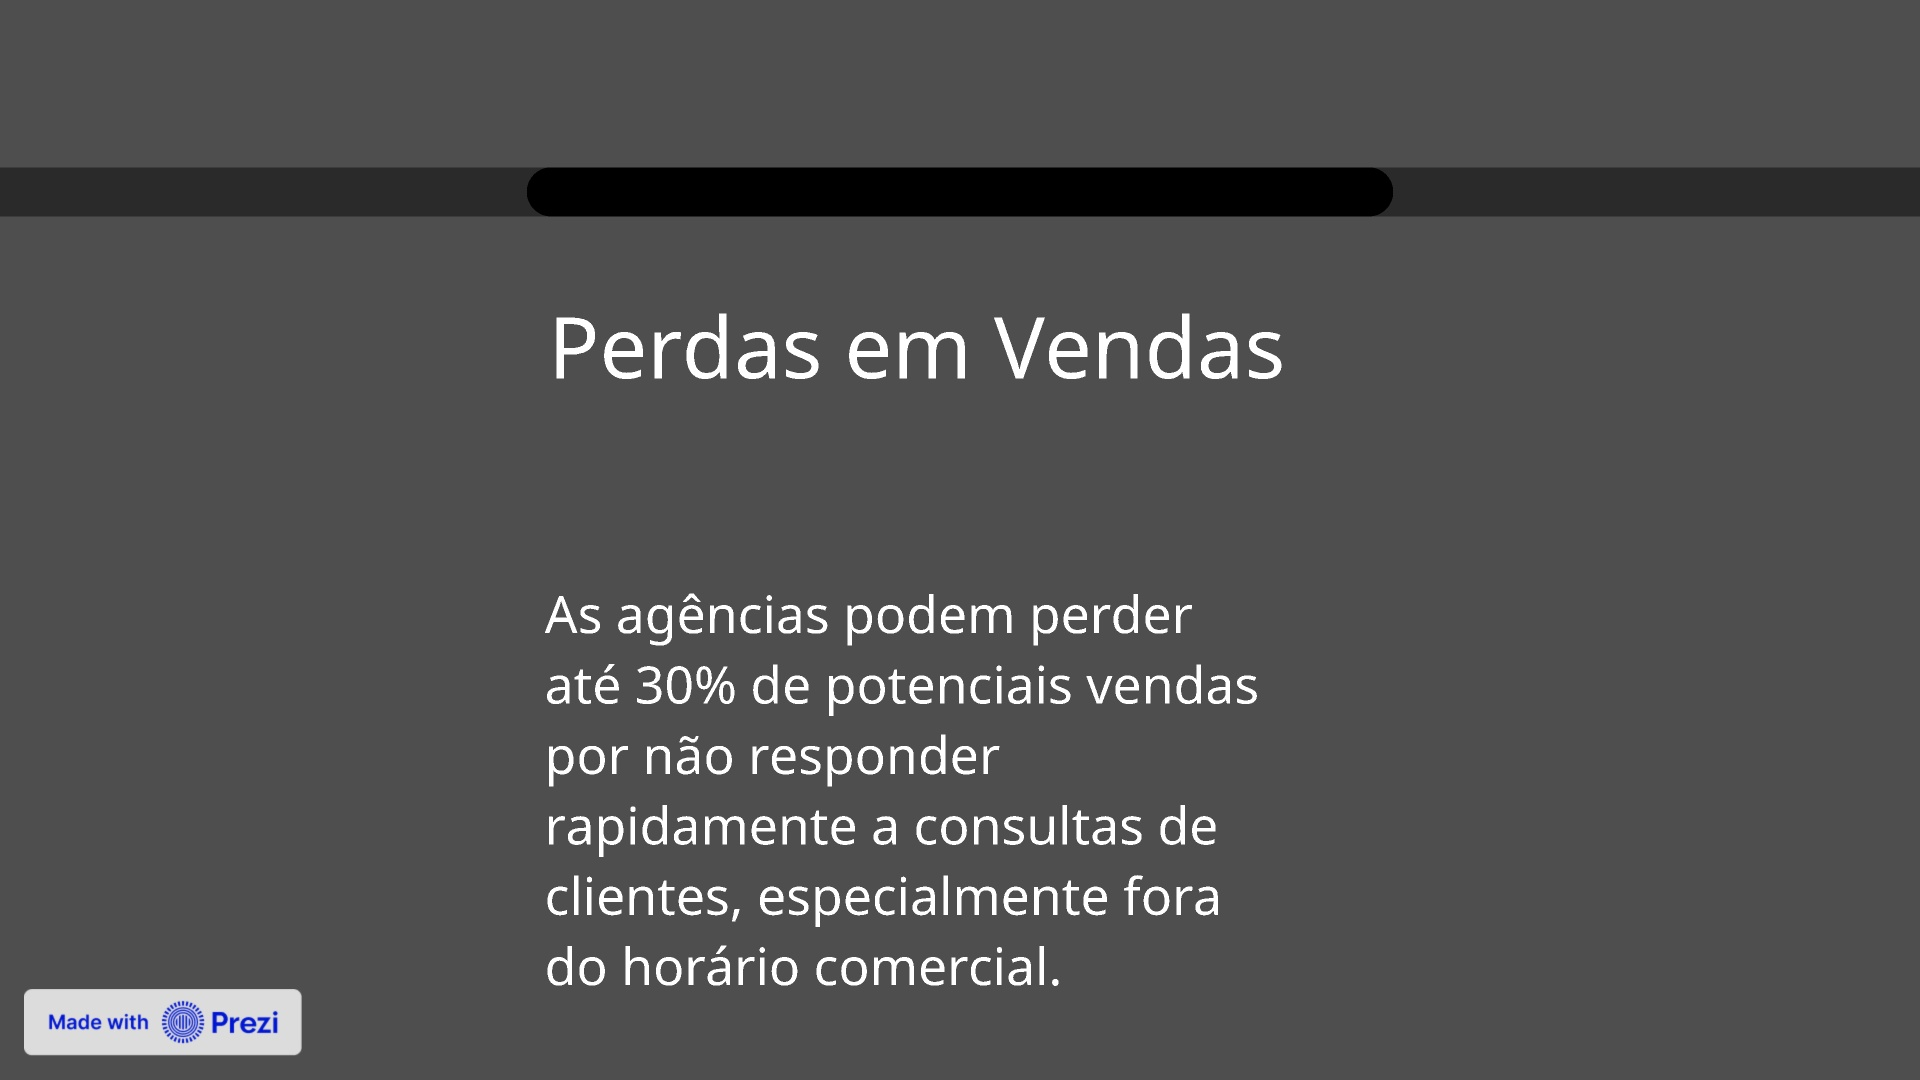 Perdas em Vendas
As agências podem perder
até 30% de potenciais vendas
por não responder
rapidamente a consultas de
clientes, especialmente fora
do horário comercial.
Made with Prezi